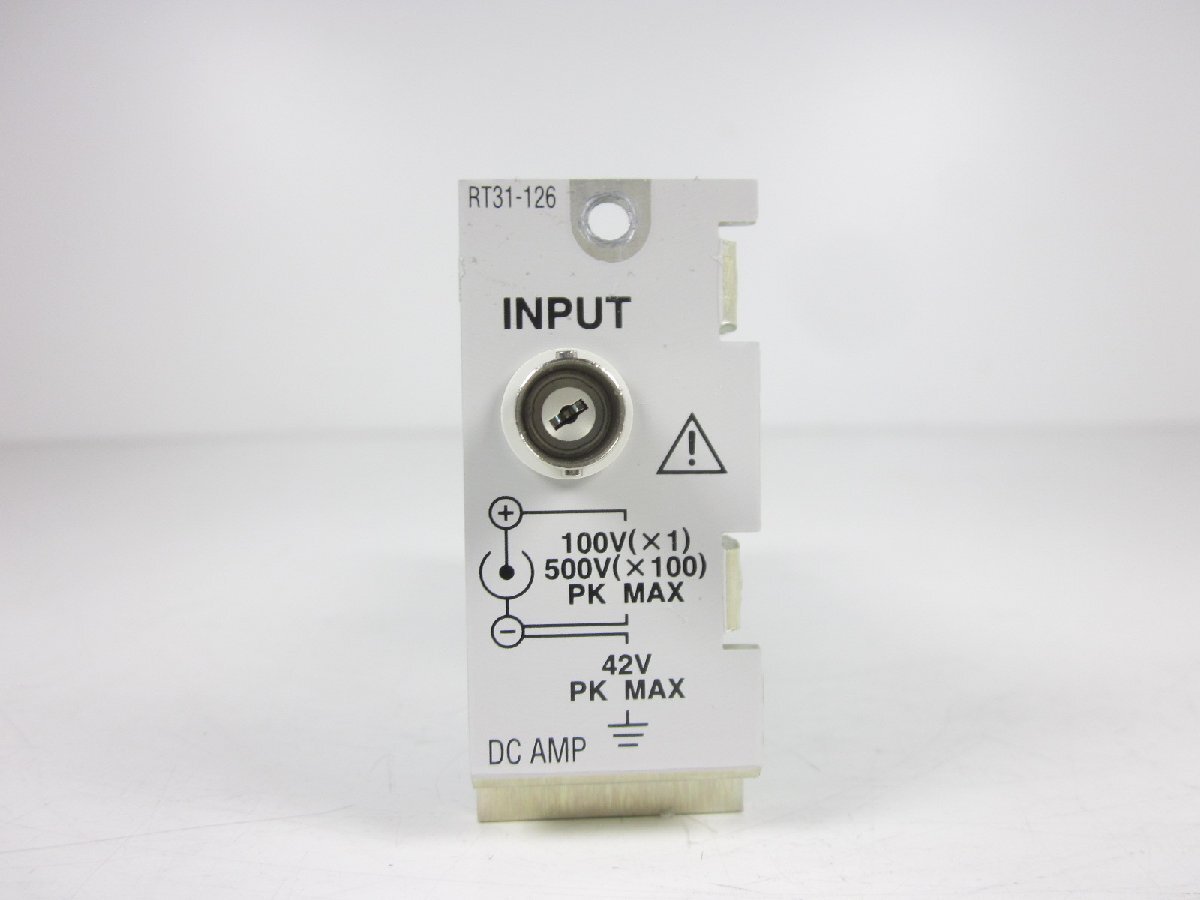 RT31-126
INPUT
+
100V(×1)
500V(×100)
PK MAX
−
42V
PK MAX
DC AMP